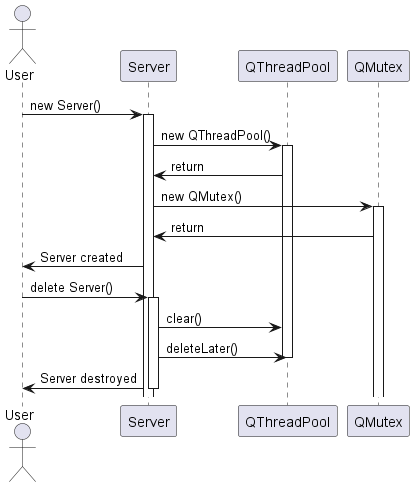 User
Server
QThreadPool
QMutex
new Server()
new QThreadPool()
return
new QMutex()
return
Server created
delete Server()
clear()
deleteLater()
Server destroyed
User
Server
QThreadPool
QMutex